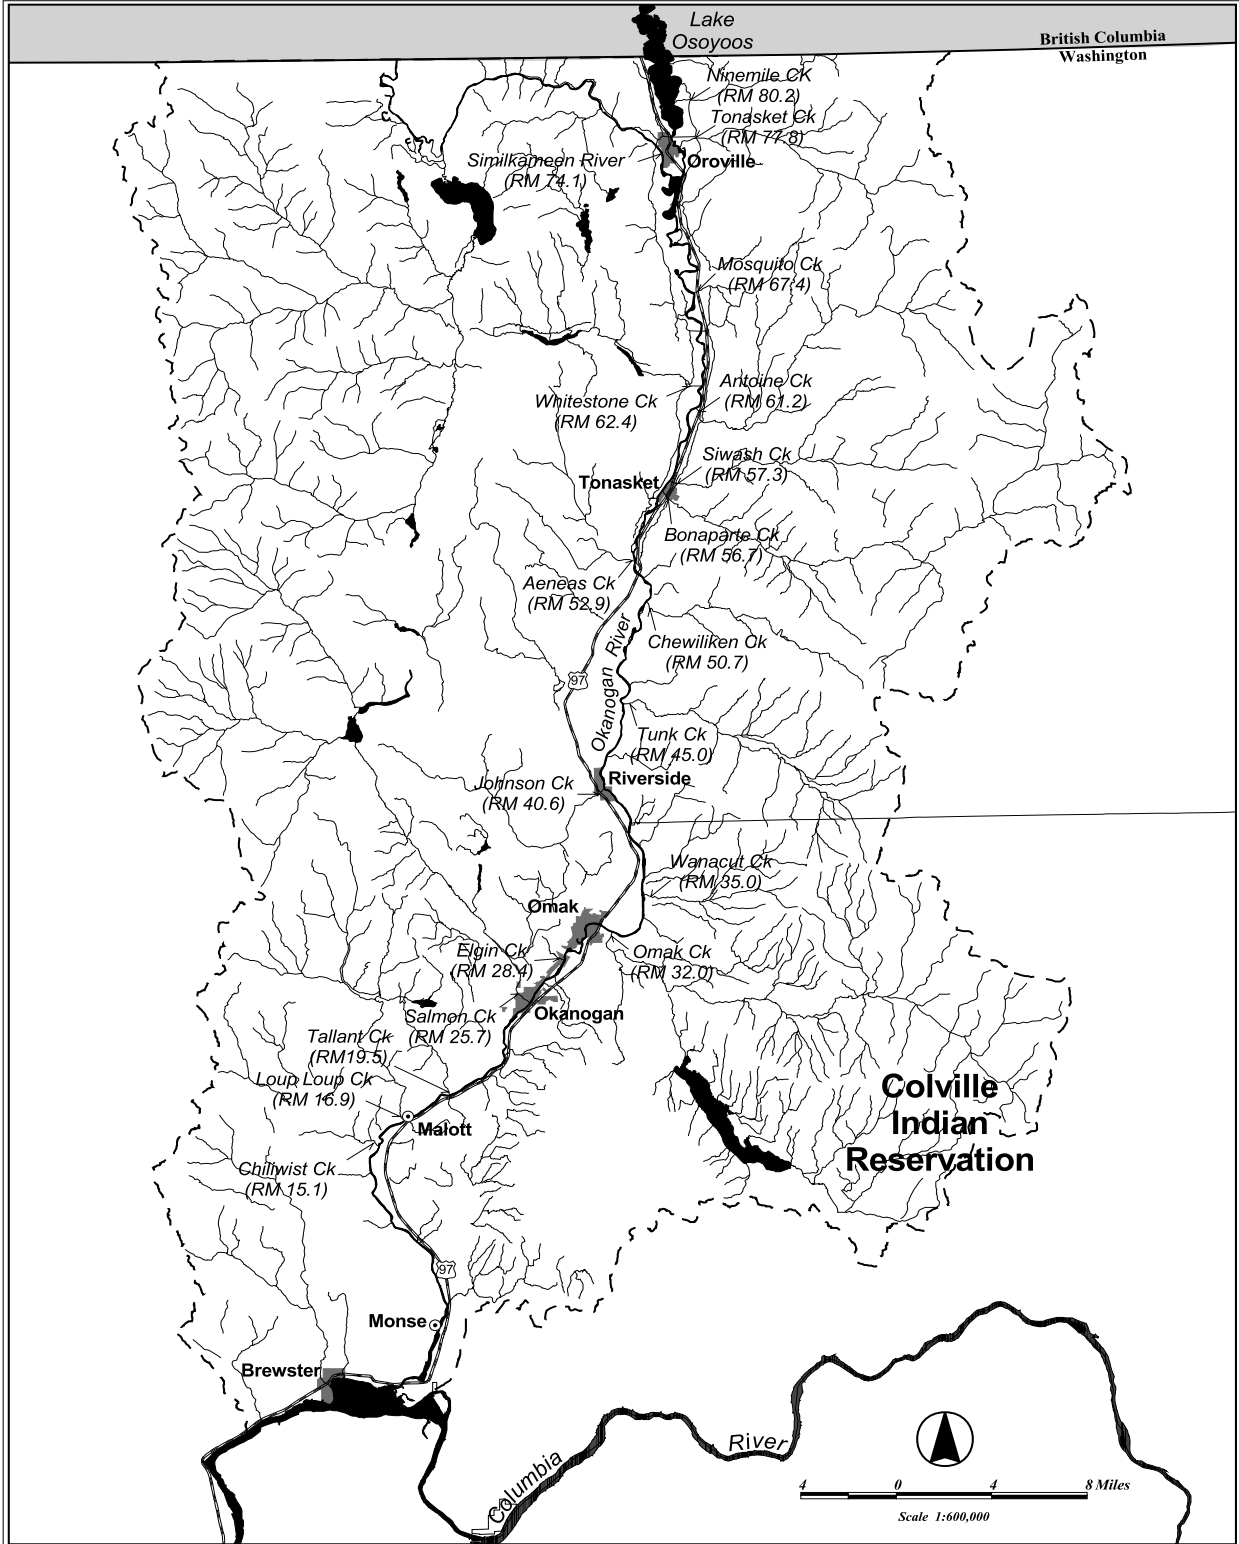 Lake
Osoyoos
British Columbia
Washington
Ninemile CK
(RM 80.2)
Tonasket Ck
(RM 77.8)
Similkameen River
(RM 74.1)
Oroville
Mosquito Ck
(RM 67.4)
Antoine Ck
(RM 61.2)
Whitestone Ck
(RM 62.4)
Siwash Ck
(RM 57.3)
Tonasket
Bonaparte Ck
(RM 56.7)
Aeneas Ck
(RM 52.9)
Chewiliken Ck
(RM 50.7)
97
Okanogan River
Tunk Ck
(RM 45.0)
Riverside
Johnson Ck
(RM 40.6)
Wanacut Ck
(RM 35.0)
Omak
Elgin Ck
(RM 28.4)
Omak Ck
(RM 32.0)
Salmon Ck
(RM 25.7)
Okanogan
Tallant Ck
(RM19.5)
Loup Loup Ck
(RM 16.9)
Malott
Colville
Indian
Reservation
Chiliwist Ck
(RM 15.1)
97
Monse
Brewster
Columbia River
4 0 4 8 Miles
Scale 1:600,000